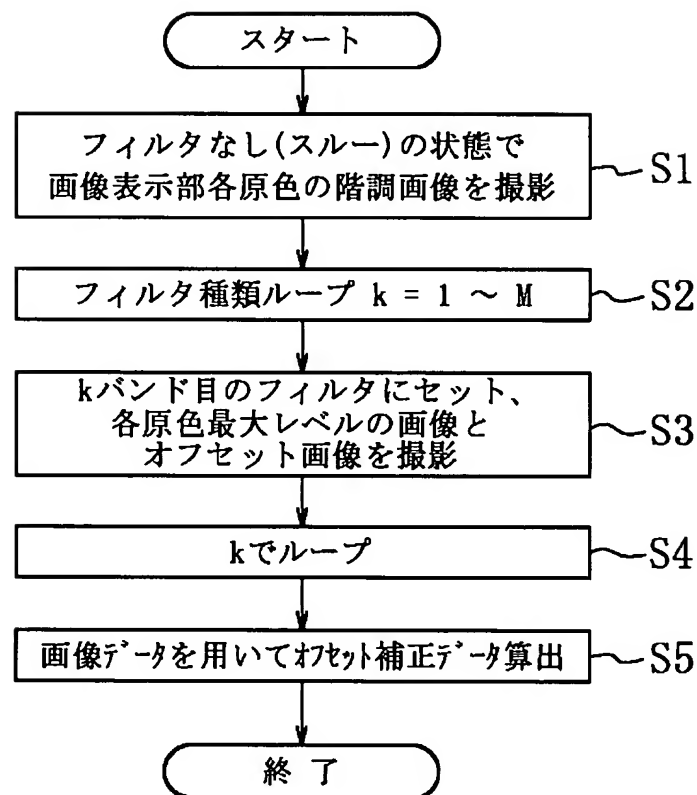 スタート
フィルタなし(スルー)の状態で
画像表示部各原色の階調画像を撮影
S1
フィルタ種類ループ k = 1 ～ M
S2
kバンド目のフィルタにセット、
各原色最大レベルの画像と
オフセット画像を撮影
S3
kでループ
S4
画像ﾃﾞｰﾀを用いてｵﾌｾｯﾄ補正ﾃﾞｰﾀ算出
S5
終 了